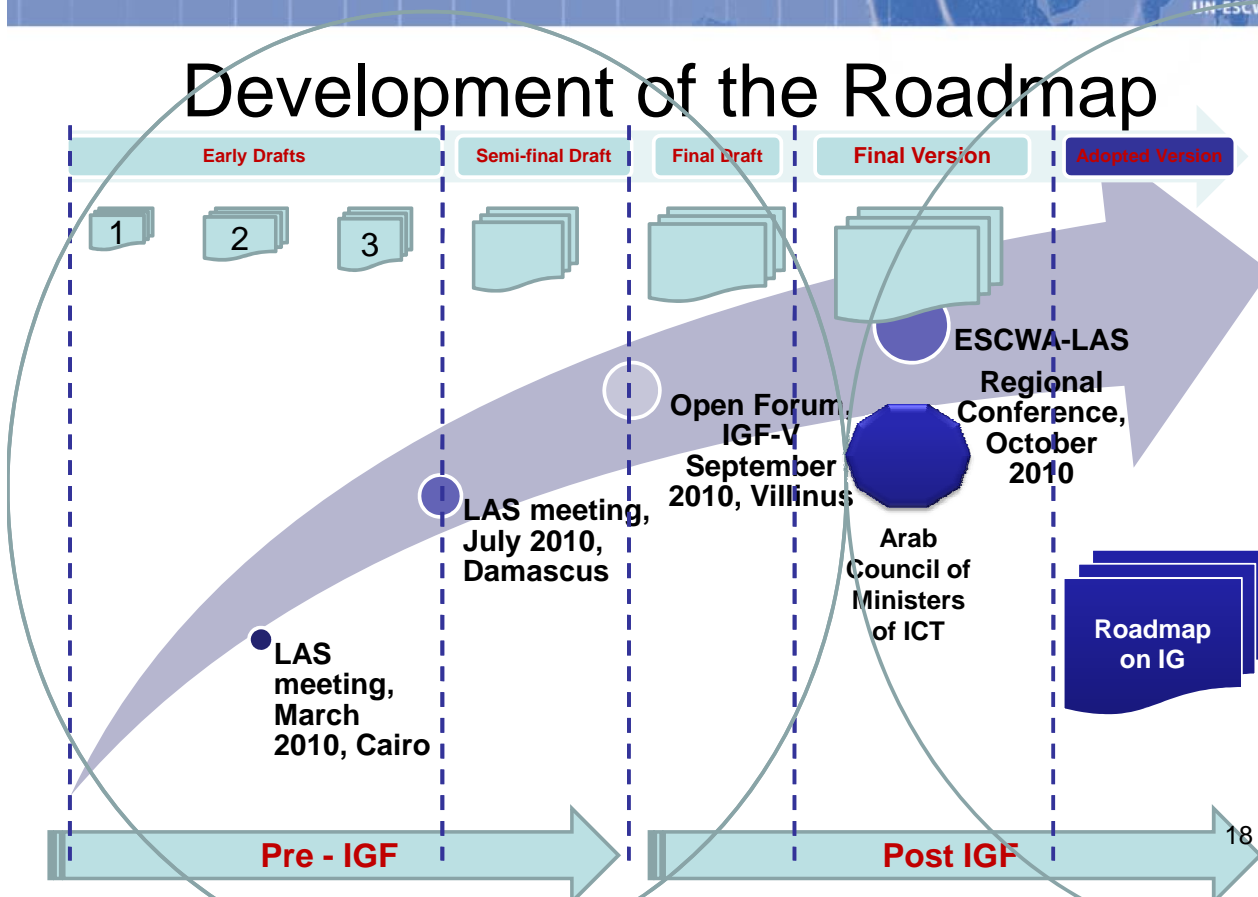 UN-ESCW
Development of the Roadmap
Early Drafts
Semi-final Draft
Final Draft
Final Version
Adopted Version
1
2
3
LAS
meeting,
March
2010, Cairo
LAS meeting,
July 2010,
Damascus
Open Forum,
IGF-V
September
2010, Villinus
ESCWA-LAS
Regional
Conference,
October
2010
Arab
Council of
Ministers
of ICT
Roadmap
on IG
Pre - IGF
Post IGF
18